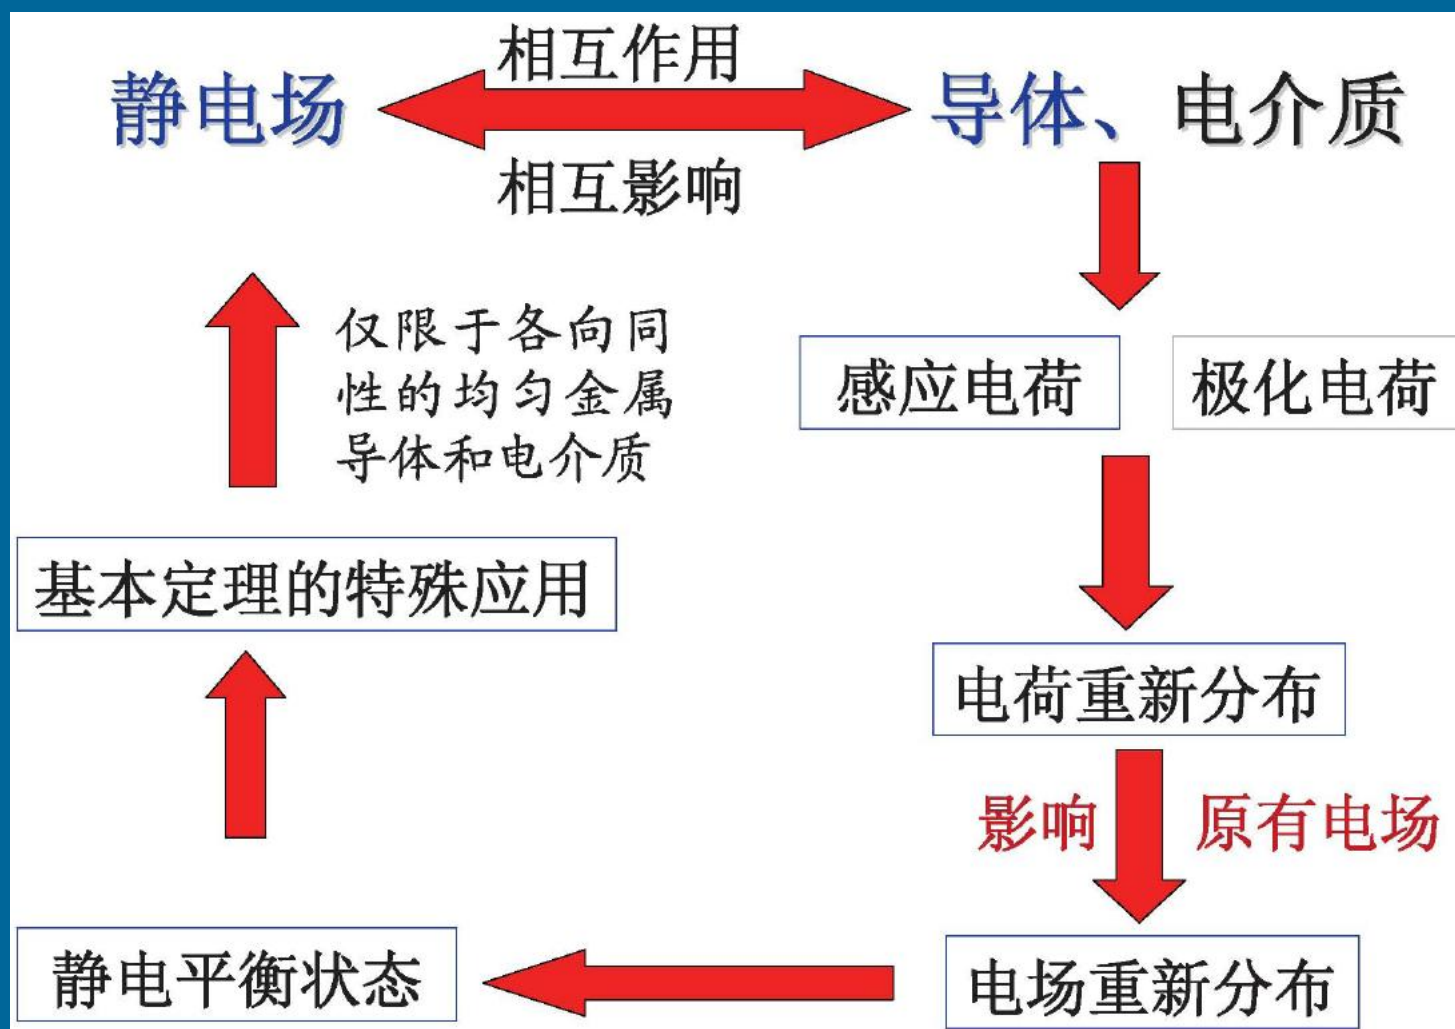 相互作用
静电场
导体、电介质
相互影响
仅限于各向同
性的均匀金属
导体和电介质
感应电荷
极化电荷
基本定理的特殊应用
电荷重新分布
影响
原有电场
静电平衡状态
电场重新分布